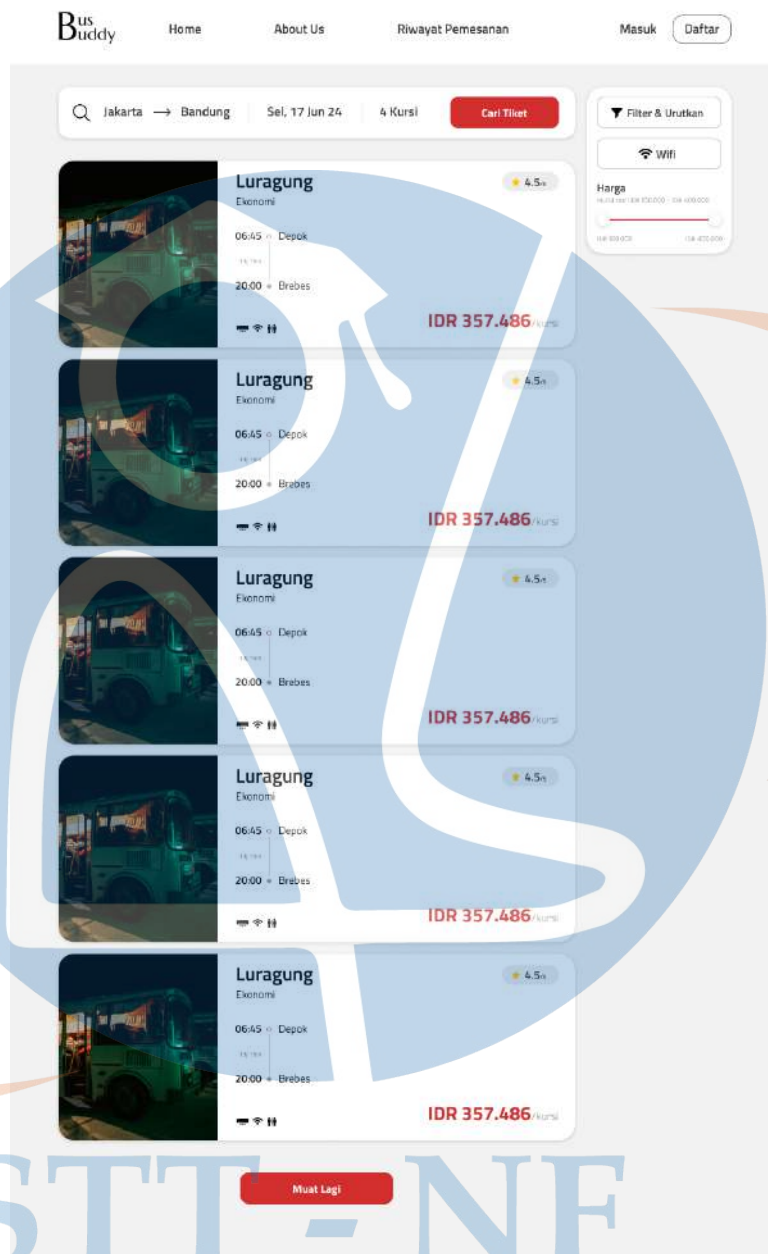 Bus
Buddy
Home
About Us
Riwayat Pemesanan
Masuk
Daftar
Jakarta → Bandung
Sel, 17 Jun 24
4 Kursi
Cari Tiket
Filter & Urutkan
Wifi
Harga
Luragung
4.5
Ekonomi
06:45 Depok
20:00 Brebes
IDR 357.486/kursi
Luragung
4.5
Ekonomi
06:45 Depok
20:00 Brebes
IDR 357.486/kursi
Luragung
4.5
Ekonomi
06:45 Depok
20:00 Brebes
IDR 357.486/kursi
Luragung
4.5
Ekonomi
06:45 Depok
20:00 Brebes
IDR 357.486/kursi
Luragung
4.5
Ekonomi
06:45 Depok
20:00 Brebes
IDR 357.486/kursi
Muat Lagi
STT - NF